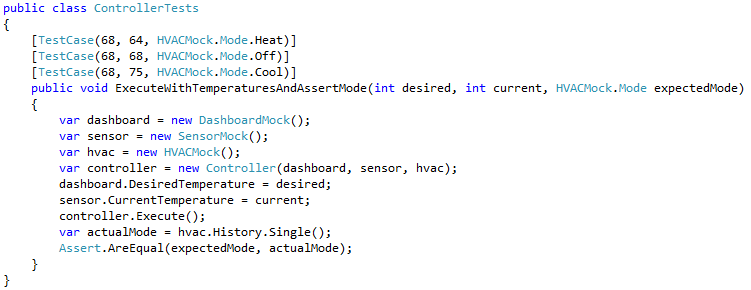 public class ControllerTests
{
    [TestCase(68, 64, HVACMock.Mode.Heat)]
    [TestCase(68, 68, HVACMock.Mode.Off)]
    [TestCase(68, 75, HVACMock.Mode.Cool)]
    public void ExecuteWithTemperaturesAndAssertMode(int desired, int current, HVACMock.Mode expectedMode)
    {
        var dashboard = new DashboardMock();
        var sensor = new SensorMock();
        var hvac = new HVACMock();
        var controller = new Controller(dashboard, sensor, hvac);
        dashboard.DesiredTemperature = desired;
        sensor.CurrentTemperature = current;
        controller.Execute();
        var actualMode = hvac.History.Single();
        Assert.AreEqual(expectedMode, actualMode);
    }
}